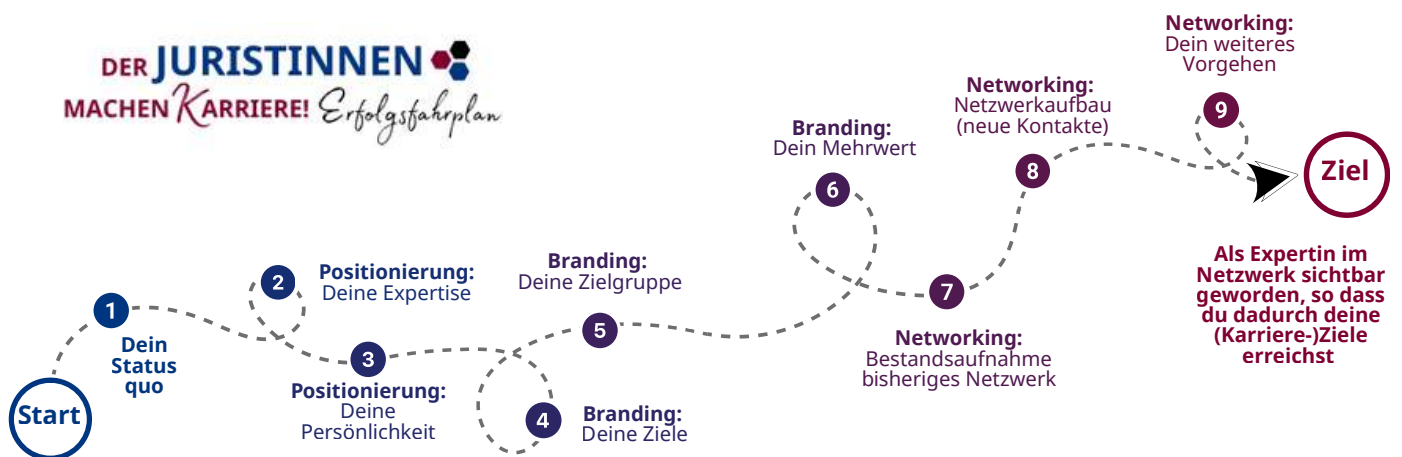 DER JURISTINNEN
MACHEN KARRIERE! Erfolgsfahrplan
Start
1
Dein
Status
quo
2
Positionierung:
Deine Expertise
3
Positionierung:
Deine
Persönlichkeit
4
Branding:
Deine Ziele
5
Branding:
Deine Zielgruppe
6
Branding:
Dein Mehrwert
7
Networking:
Bestandsaufnahme
bisheriges Netzwerk
8
Networking:
Netzwerkaufbau
(neue Kontakte)
9
Networking:
Dein weiteres
Vorgehen
Ziel
Als Expertin im
Netzwerk sichtbar
geworden, so dass
du dadurch deine
(Karriere-)Ziele
erreichst